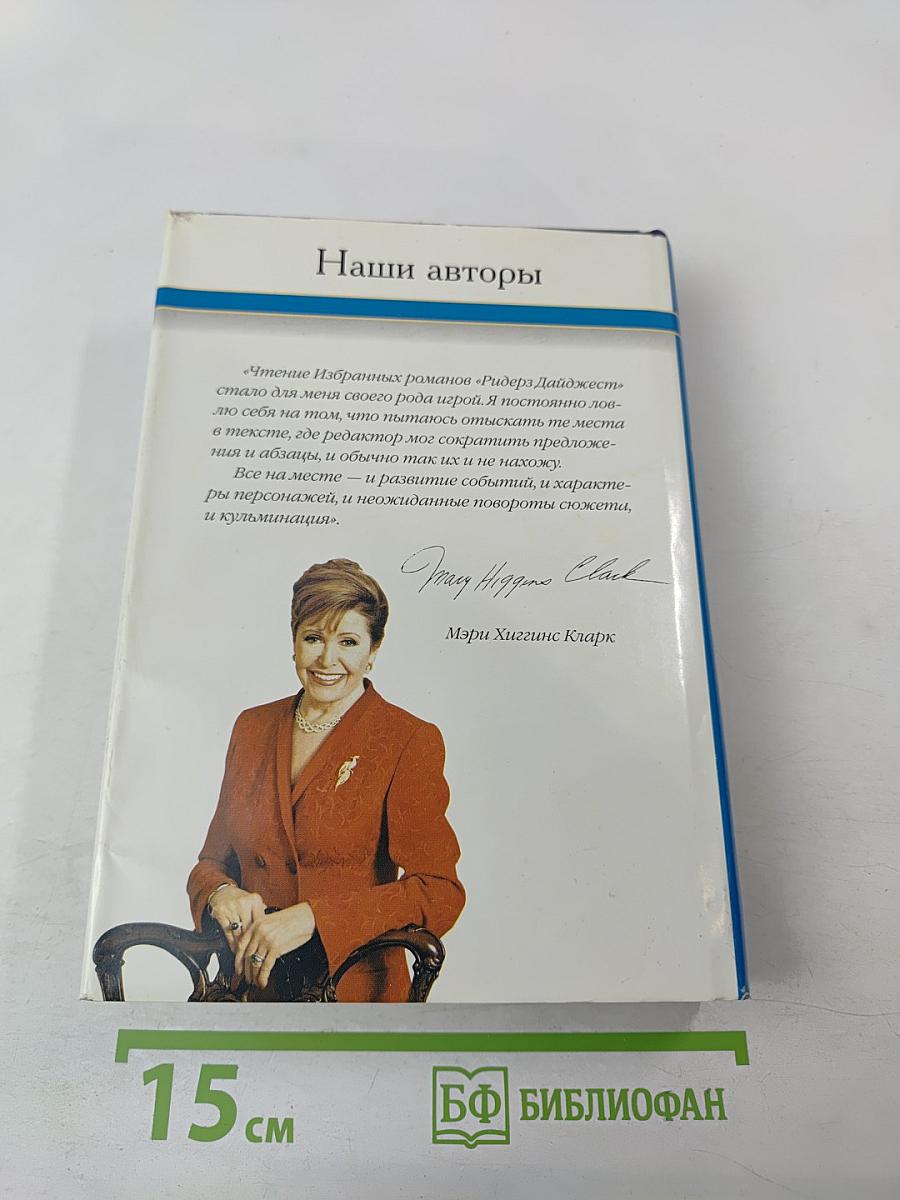 Наши авторы
«Чтение Избранных романов «Ридерз Дайджест»
стало для меня своего рода игрой. Я постоянно лов-
лю себя на том, что пытаюсь отыскать те места
в тексте, где редактор мог сократить предложе-
ния и абзацы, и обычно так их и не нахожу.
Все на месте — и развитие событий, и характе-
ры персонажей, и неожиданные повороты сюжета,
и кульминация».
Mary Higgins Clark
Мэри Хиггинс Кларк
15 см
БФ БИБЛИОФАН